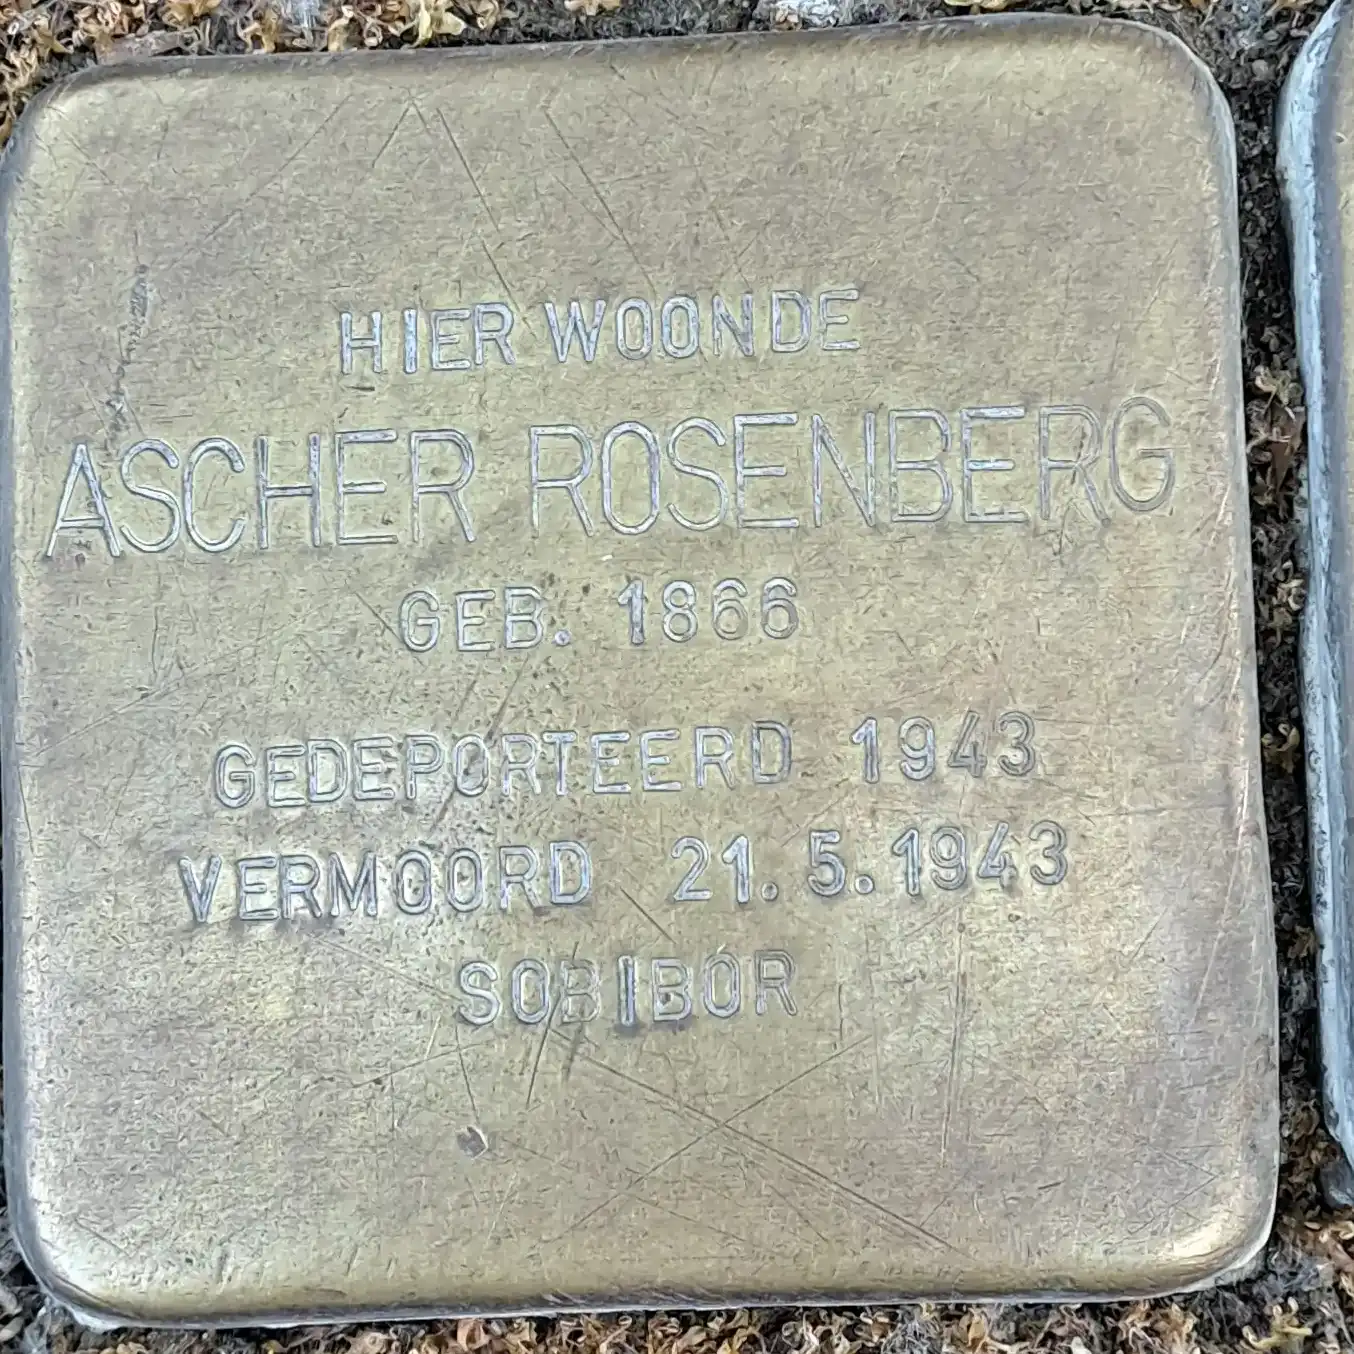 HIER WOONDE
ASCHER ROSENBERG
GEB. 1866
GEDEPORTEERD 1943
VERMOORD 21.5.1943
SOBIBOR